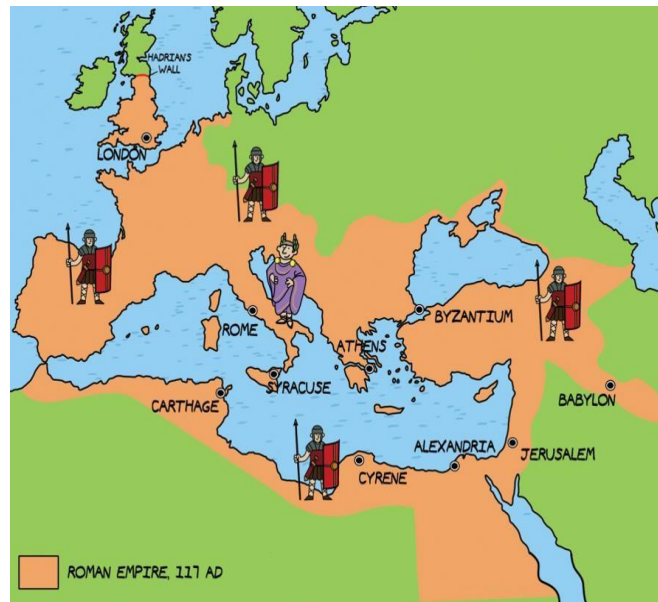 HADRIAN'S
WALL
LONDON
ROME
BYZANTIUM
ATHENS
SYRACUSE
CARTHAGE
BABYLON
ALEXANDRIA
JERUSALEM
CYRENE
ROMAN EMPIRE, 117 AD